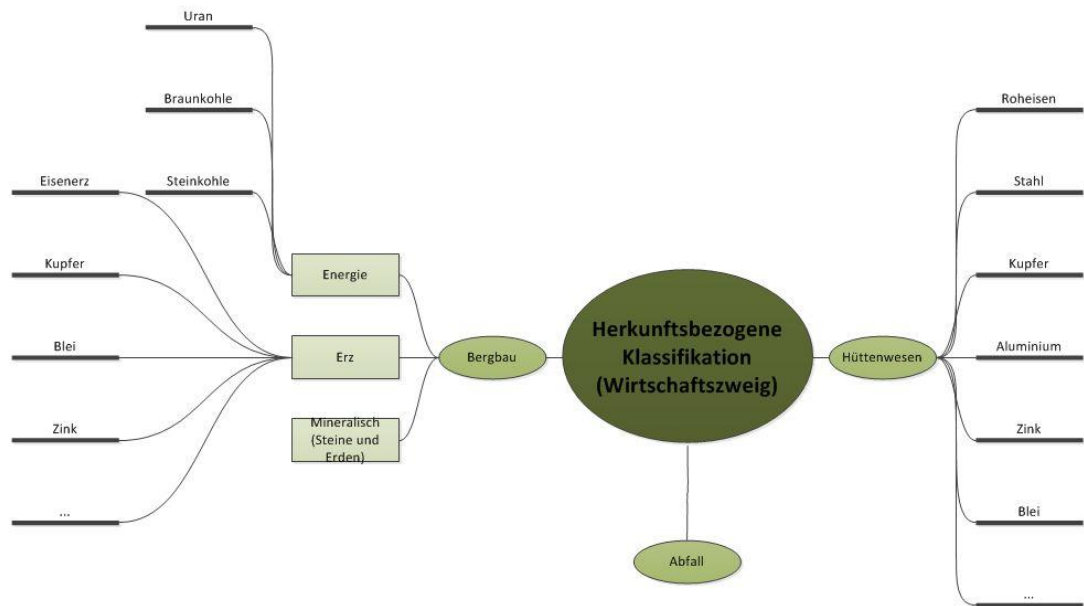 Uran
Braunkohle
Steinkohle
Eisenerz
Kupfer
Blei
Zink
...
Energie
Erz
Mineralisch
(Steine und
Erden)
Bergbau
Herkunftsbezogene
Klassifikation
(Wirtschaftszweig)
Abfall
Hüttenwesen
Roheisen
Stahl
Kupfer
Aluminium
Zink
Blei
...